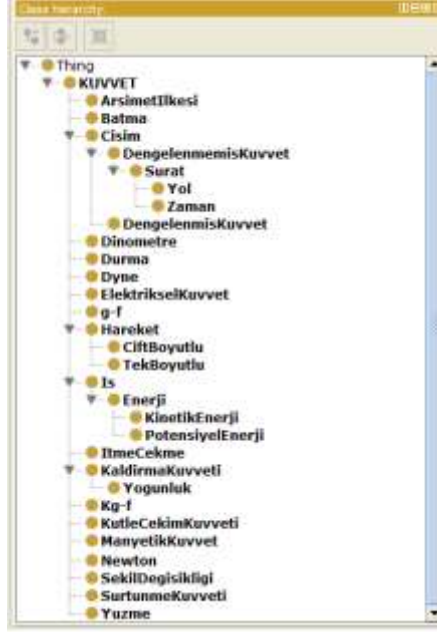 Class hierarchy:
Thing
KUVVET
ArsimetIlkesi
Batma
Cisim
DengelenmemisKuvvet
Surat
Yol
Zaman
DengelenmisKuvvet
Dinometre
Durma
Dyne
ElektrikselKuvvet
g-f
Hareket
CiftBoyutlu
TekBoyutlu
Is
Enerji
KinetikEnerji
PotensiyelEnerji
ItmeCekme
KaldirmaKuvveti
Yogunluk
Kg-f
KutleCekimKuvveti
ManyetikKuvvet
Newton
SekilDegisikligi
SurtunmeKuvveti
Yuzme